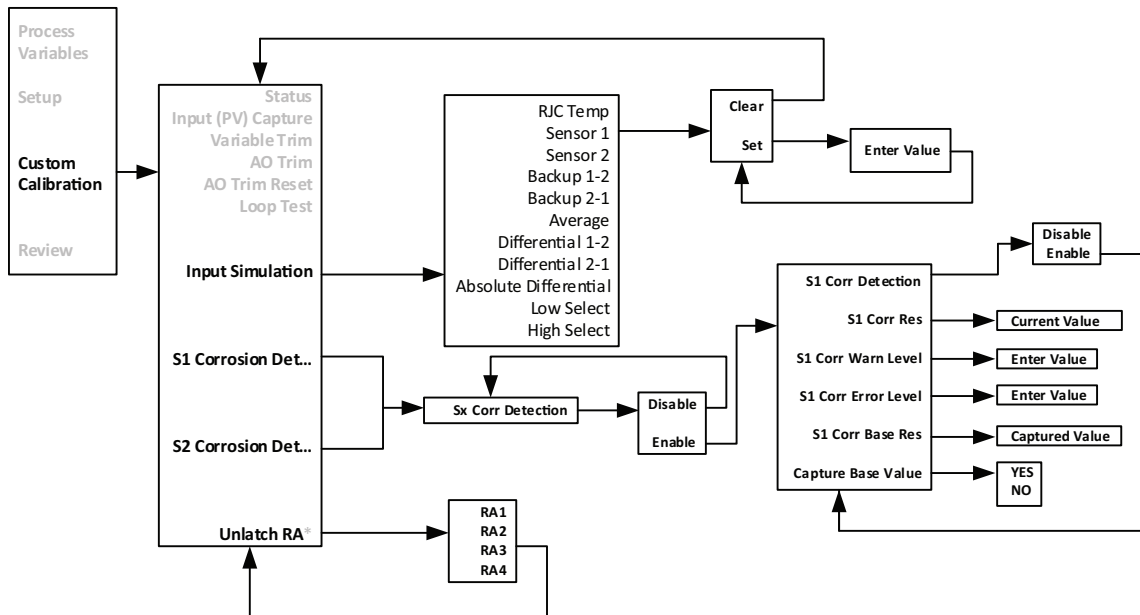 Process
Variables
Setup
Custom
Calibration
Review
Status
Input (PV) Capture
Variable Trim
AO Trim
AO Trim Reset
Loop Test
Input Simulation
S1 Corrosion Det...
S2 Corrosion Det...
Unlatch RA*
RJC Temp
Sensor 1
Sensor 2
Backup 1-2
Backup 2-1
Average
Differential 1-2
Differential 2-1
Absolute Differential
Low Select
High Select
Clear
Set
Enter Value
Sx Corr Detection
Disable
Enable
RA1
RA2
RA3
RA4
S1 Corr Detection
S1 Corr Res
S1 Corr Warn Level
S1 Corr Error Level
S1 Corr Base Res
Capture Base Value
Disable
Enable
Current Value
Enter Value
Enter Value
Captured Value
YES
NO